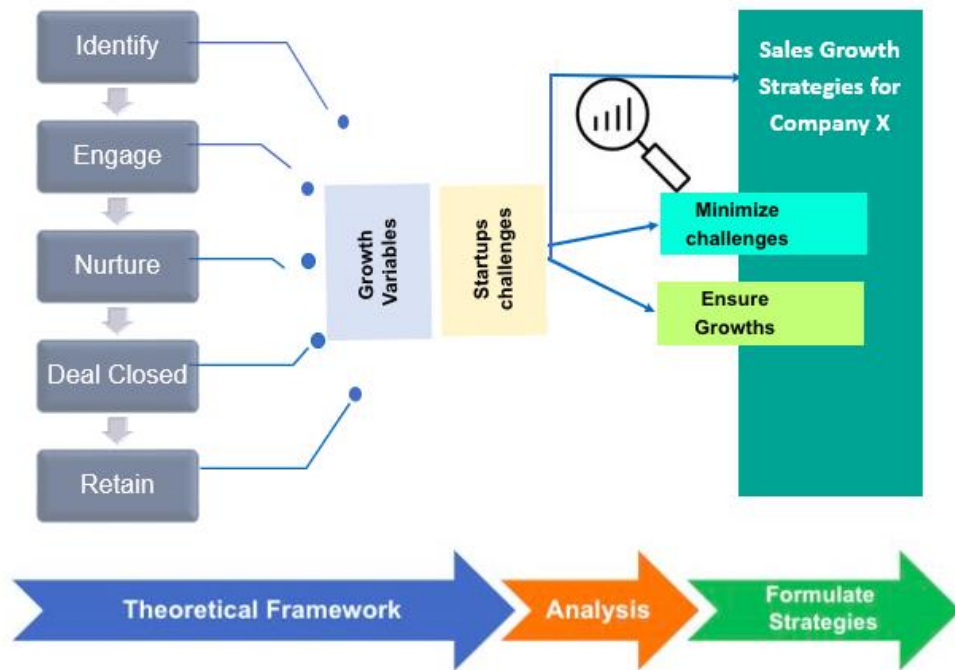 Identify
Engage
Nurture
Deal Closed
Retain
Growth
Variables
Startups
challenges
Sales Growth
Strategies for
Company X
Minimize
challenges
Ensure
Growths
Theoretical Framework
Analysis
Formulate
Strategies